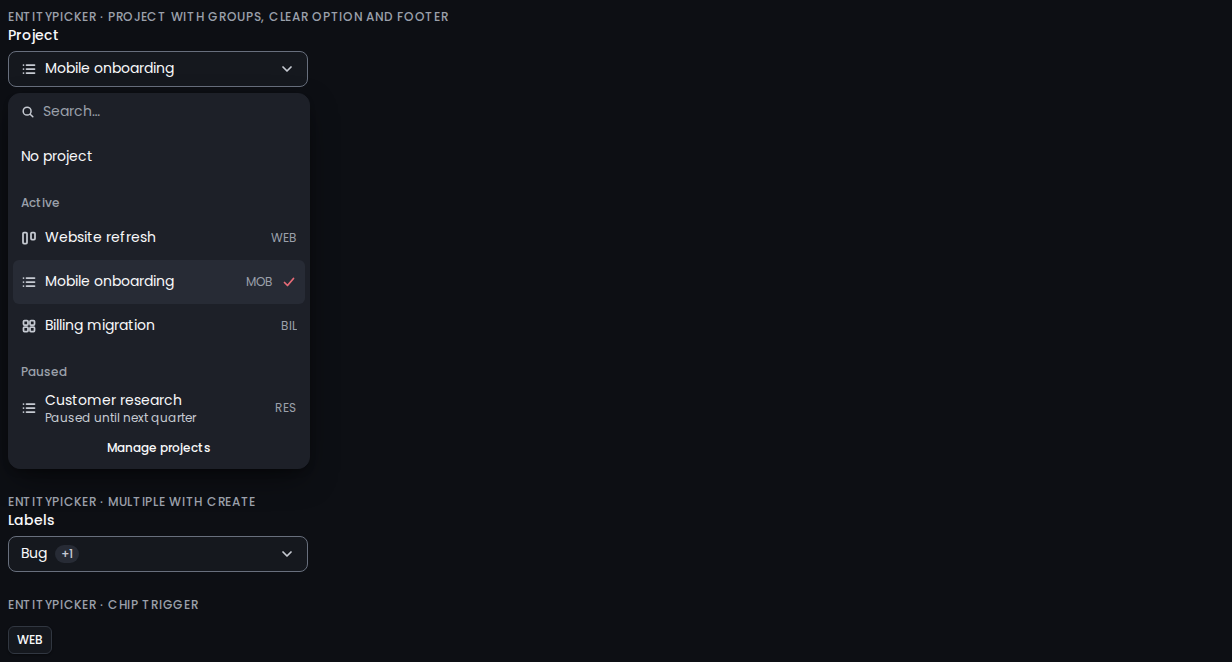 ENTITYPICKER · PROJECT WITH GROUPS, CLEAR OPTION AND FOOTER
Project
Mobile onboarding
Search…
No project
Active
Website refresh WEB
Mobile onboarding MOB
Billing migration BIL
Paused
Customer research RES
Paused until next quarter
Manage projects
ENTITYPICKER · MULTIPLE WITH CREATE
Labels
Bug +1
ENTITYPICKER · CHIP TRIGGER
WEB